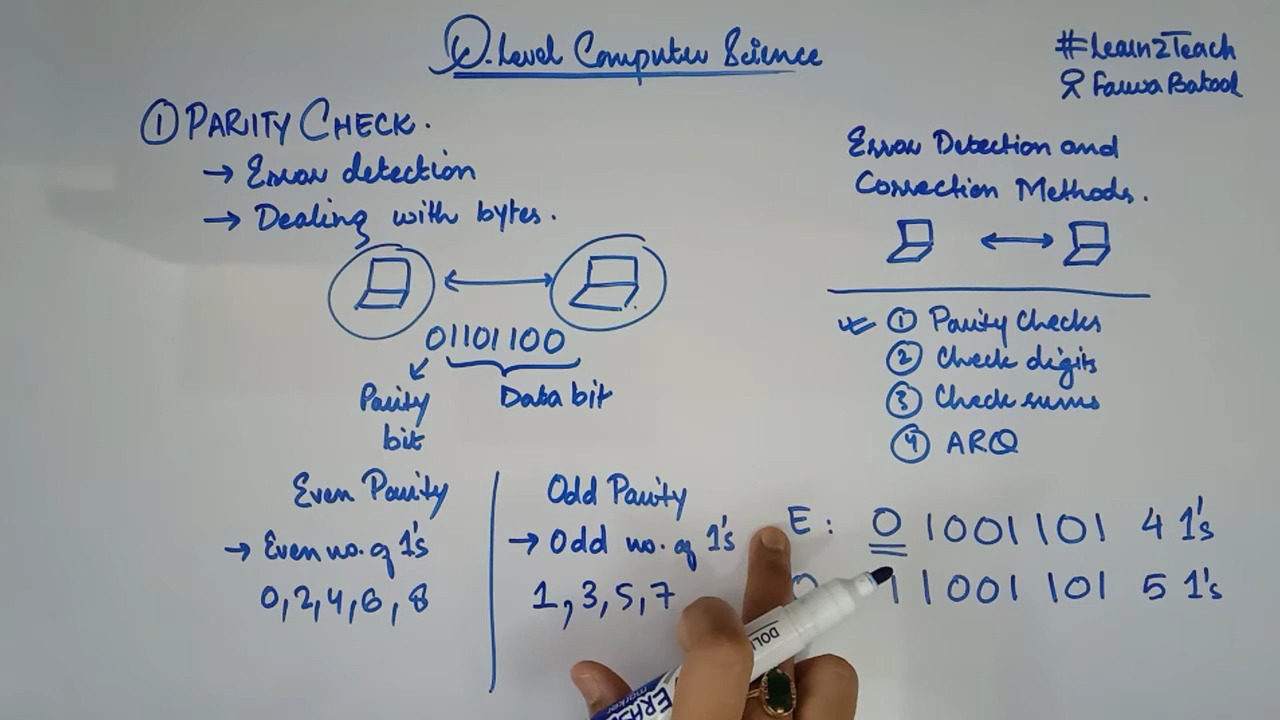 O.Level Computer Science
#Learn2Teach
Fawwa Batool
① PARITY CHECK.
→ Error detection
→ Dealing with bytes.
01101100
Parity bit
Data bit
Even Parity
→ Even no. of 1's
0, 2, 4, 6, 8
Odd Parity
→ Odd no. of 1's
1, 3, 5, 7
Error Detection and
Correction Methods.
① Parity Checks
② Check digits
③ Check sums
④ ARQ
E: 0 1001101 4 1's
1 1001 101 5 1's
ERAS
marker